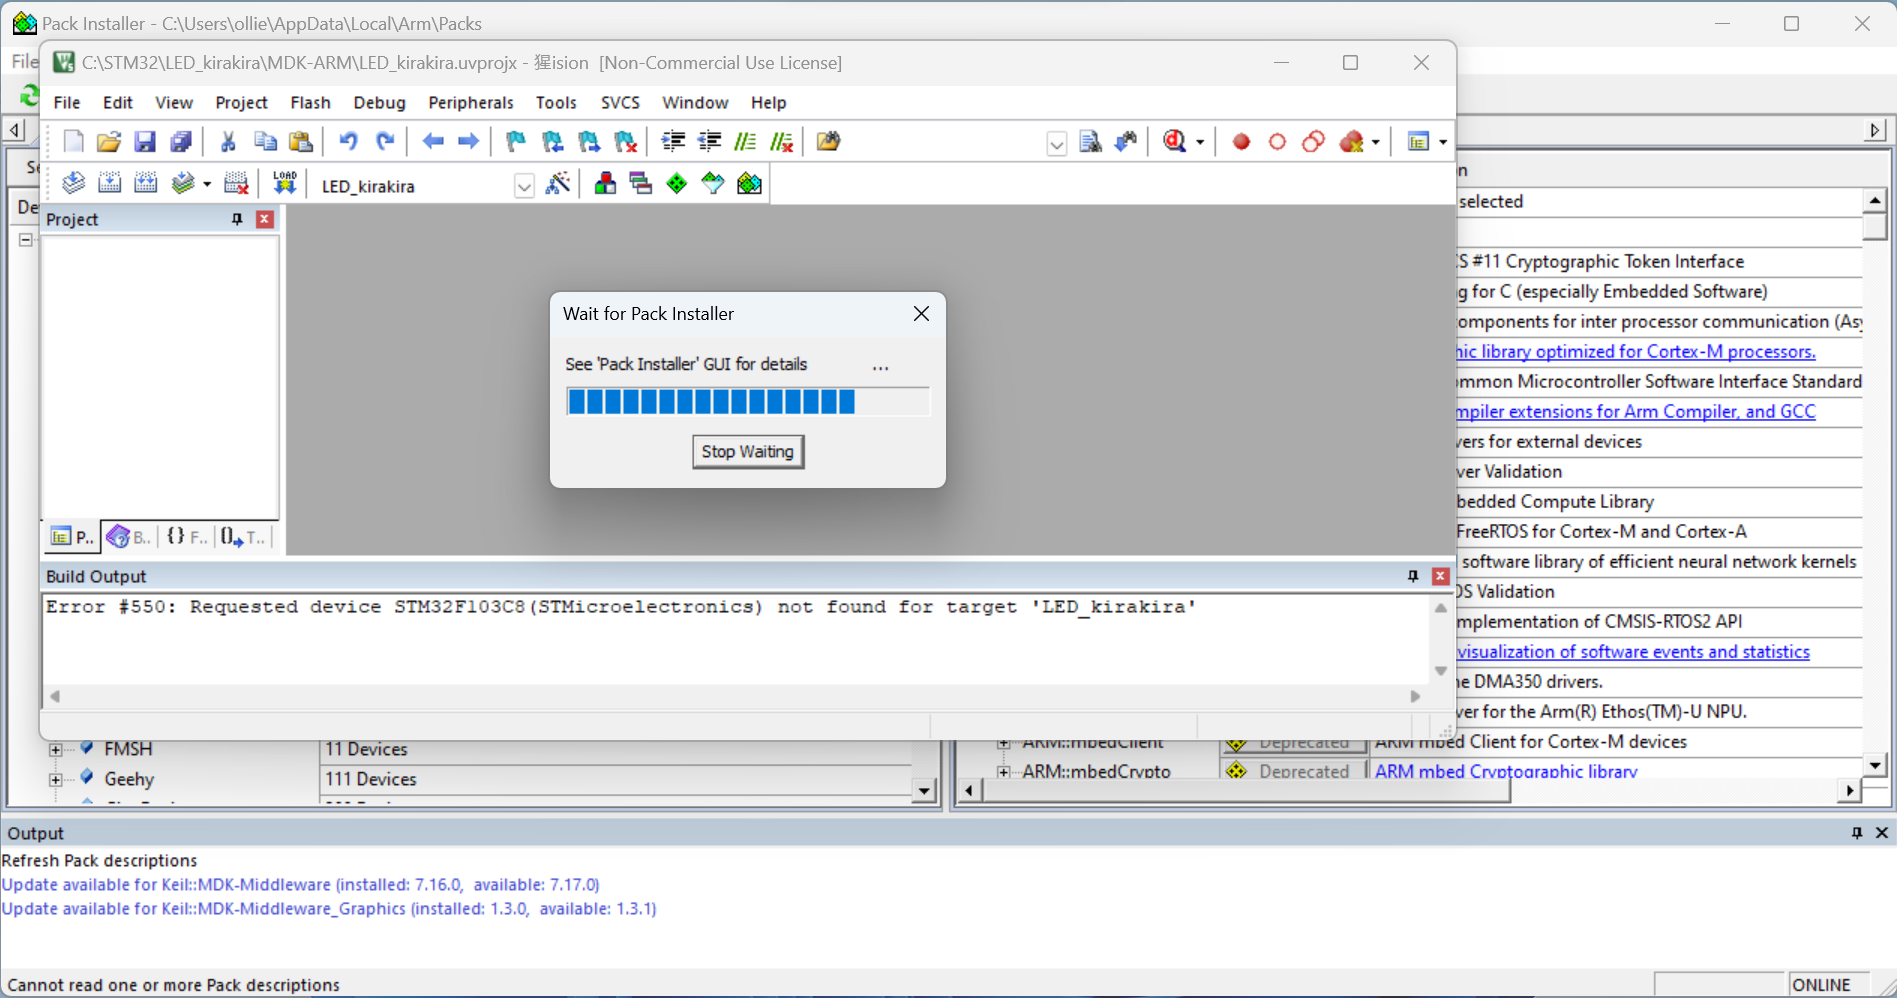 Pack Installer - C:\Users\ollie\AppData\Local\Arm\Packs
File
C:\STM32\LED_kirakira\MDK-ARM\LED_kirakira.uvprojx - 猩ision  [Non-Commercial Use License]
File Edit View Project Flash Debug Peripherals Tools SVCS Window Help
LOAD
LED_kirakira
Project
P.. B.. {} F.. T..
Wait for Pack Installer
See 'Pack Installer' GUI for details ...
Stop Waiting
Build Output
Error #550: Requested device STM32F103C8(STMicroelectronics) not found for target 'LED_kirakira'
De
n
selected
CS #11 Cryptographic Token Interface
g for C (especially Embedded Software)
omponents for inter processor communication (Asy
hic library optimized for Cortex-M processors.
ommon Microcontroller Software Interface Standard
mpiler extensions for Arm Compiler, and GCC
vers for external devices
ver Validation
bedded Compute Library
FreeRTOS for Cortex-M and Cortex-A
software library of efficient neural network kernels
OS Validation
mplementation of CMSIS-RTOS2 API
visualization of software events and statistics
ne DMA350 drivers.
ver for the Arm(R) Ethos(TM)-U NPU.
FMSH 11 Devices
Geehy 111 Devices
ARM::mbedClient Deprecated ARM mbed Client for Cortex-M devices
ARM::mbedCrypto Deprecated ARM mbed Cryptographic library
Output
Refresh Pack descriptions
Update available for Keil::MDK-Middleware (installed: 7.16.0,  available: 7.17.0)
Update available for Keil::MDK-Middleware_Graphics (installed: 1.3.0,  available: 1.3.1)
Cannot read one or more Pack descriptions
ONLINE